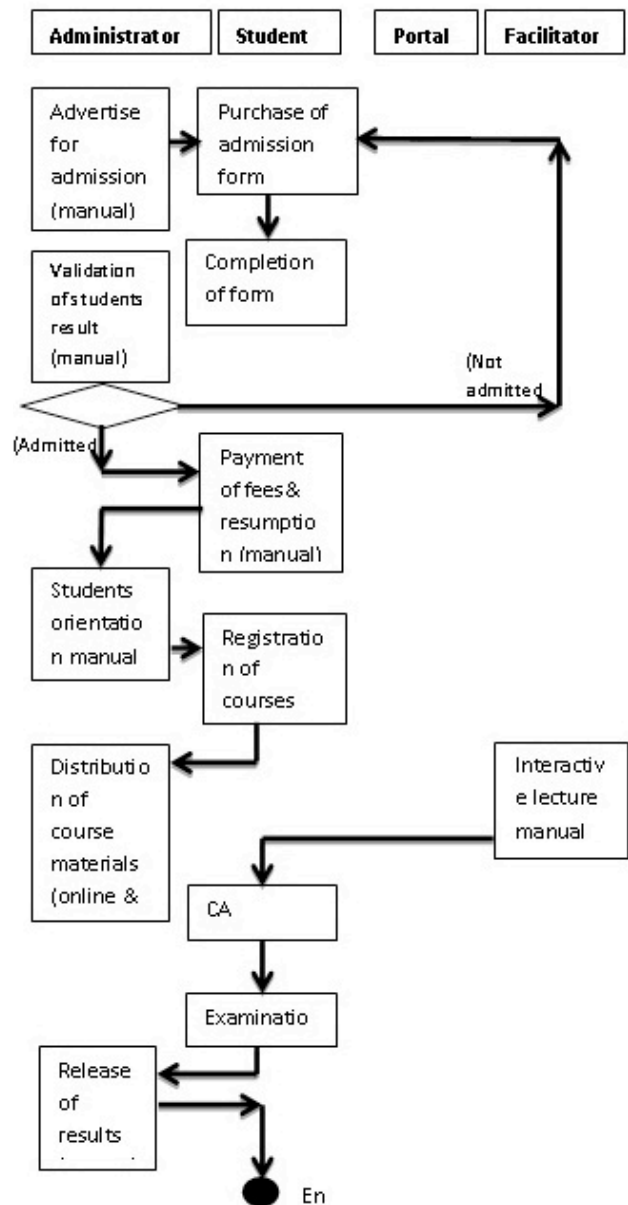 Administrator Student Portal Facilitator
Advertise
for
admission
(manual)
Purchase of
admission
form
Completion
of form
Validation
of students
result
(manual)
(Not
admitted
(Admitted
Payment
of fees &
resumptio
n (manual)
Students
orientatio
n manual
Registratio
n of
courses
Distributio
n of
course
materials
(online &
Interactiv
e lecture
manual
CA
Examinatio
Release
of
results
En